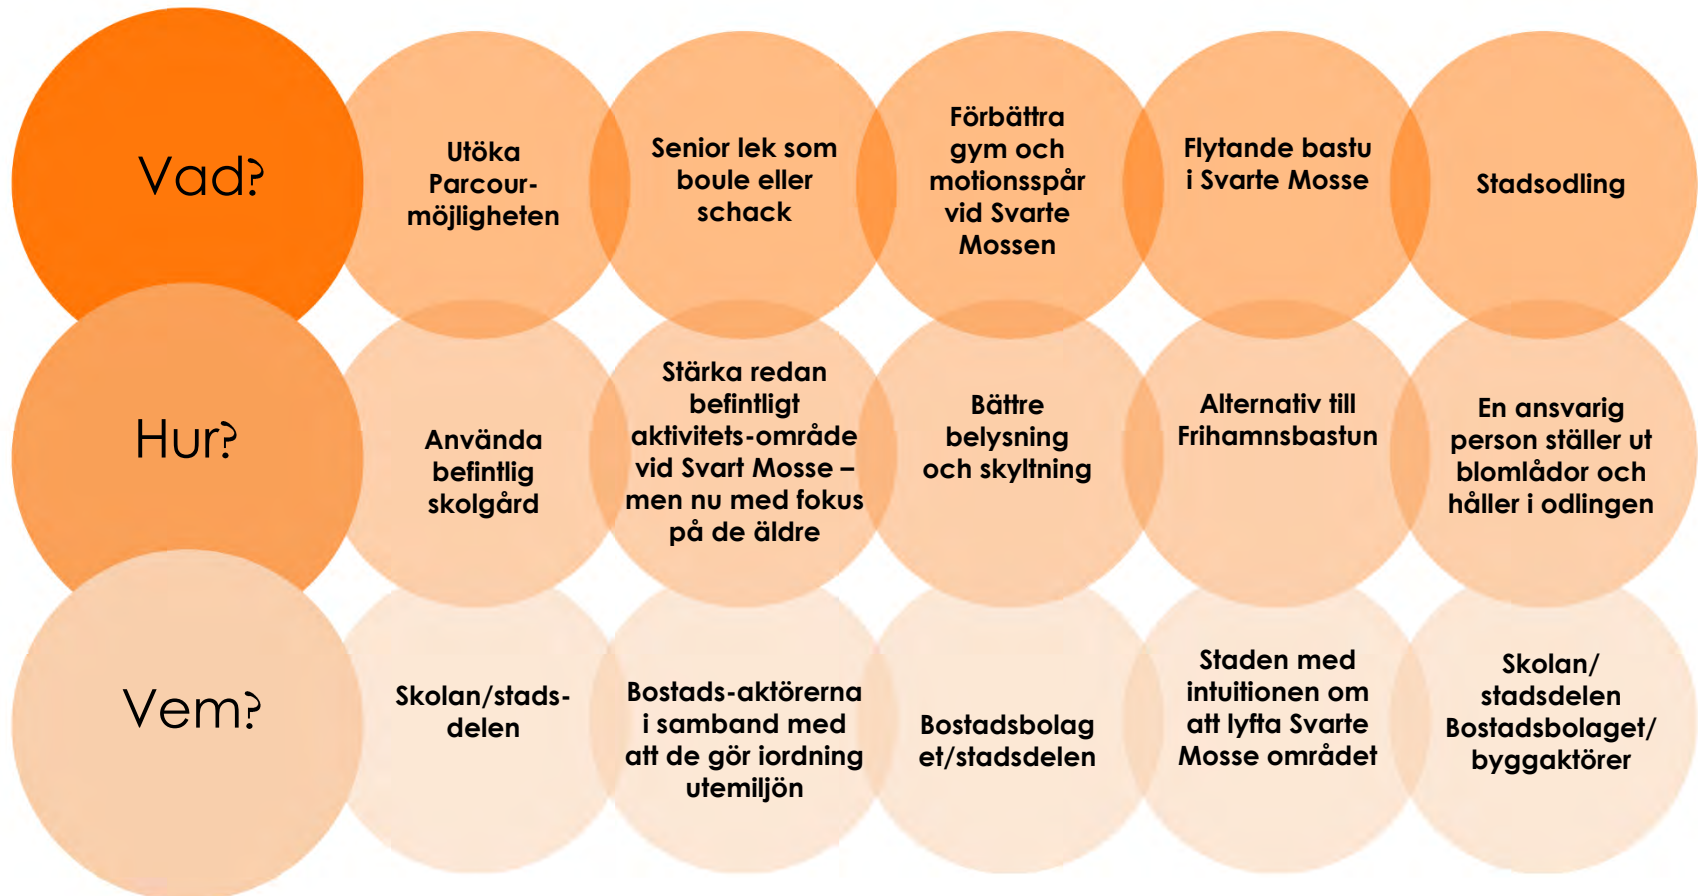 Vad?
Utöka
Parcour-
möjligheten
Senior lek som
boule eller
schack
Förbättra
gym och
motionsspår
vid Svarte
Mossen
Flytande bastu
i Svarte Mosse
Stadsodling
Hur?
Använda
befintlig
skolgård
Stärka redan
befintligt
aktivitets-område
vid Svart Mosse –
men nu med fokus
på de äldre
Bättre
belysning
och skyltning
Alternativ till
Frihamnsbastun
En ansvarig
person ställer ut
blomlådor och
håller i odlingen
Vem?
Skolan/stads-
delen
Bostads-aktörerna
i samband med
att de gör iordning
utemiljön
Bostadsbolag
et/stadsdelen
Staden med
intuitionen om
att lyfta Svarte
Mosse området
Skolan/
stadsdelen
Bostadsbolaget/
byggaktörer